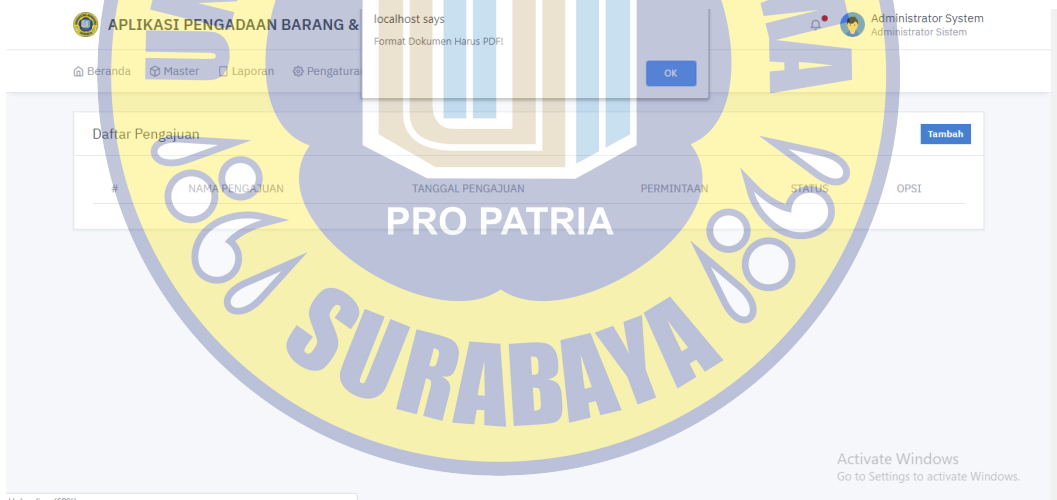 APLIKASI PENGADAAN BARANG &
localhost says
Format Dokumen Harus PDF!
OK
Administrator System
Administrator Sistem
Beranda Master Laporan Pengatura
Daftar Pengajuan
Tambah
# NAMA PENGAJUAN TANGGAL PENGAJUAN PERMINTAAN STATUS OPSI
PRO PATRIA
SURABAYA
Activate Windows
Go to Settings to activate Windows.